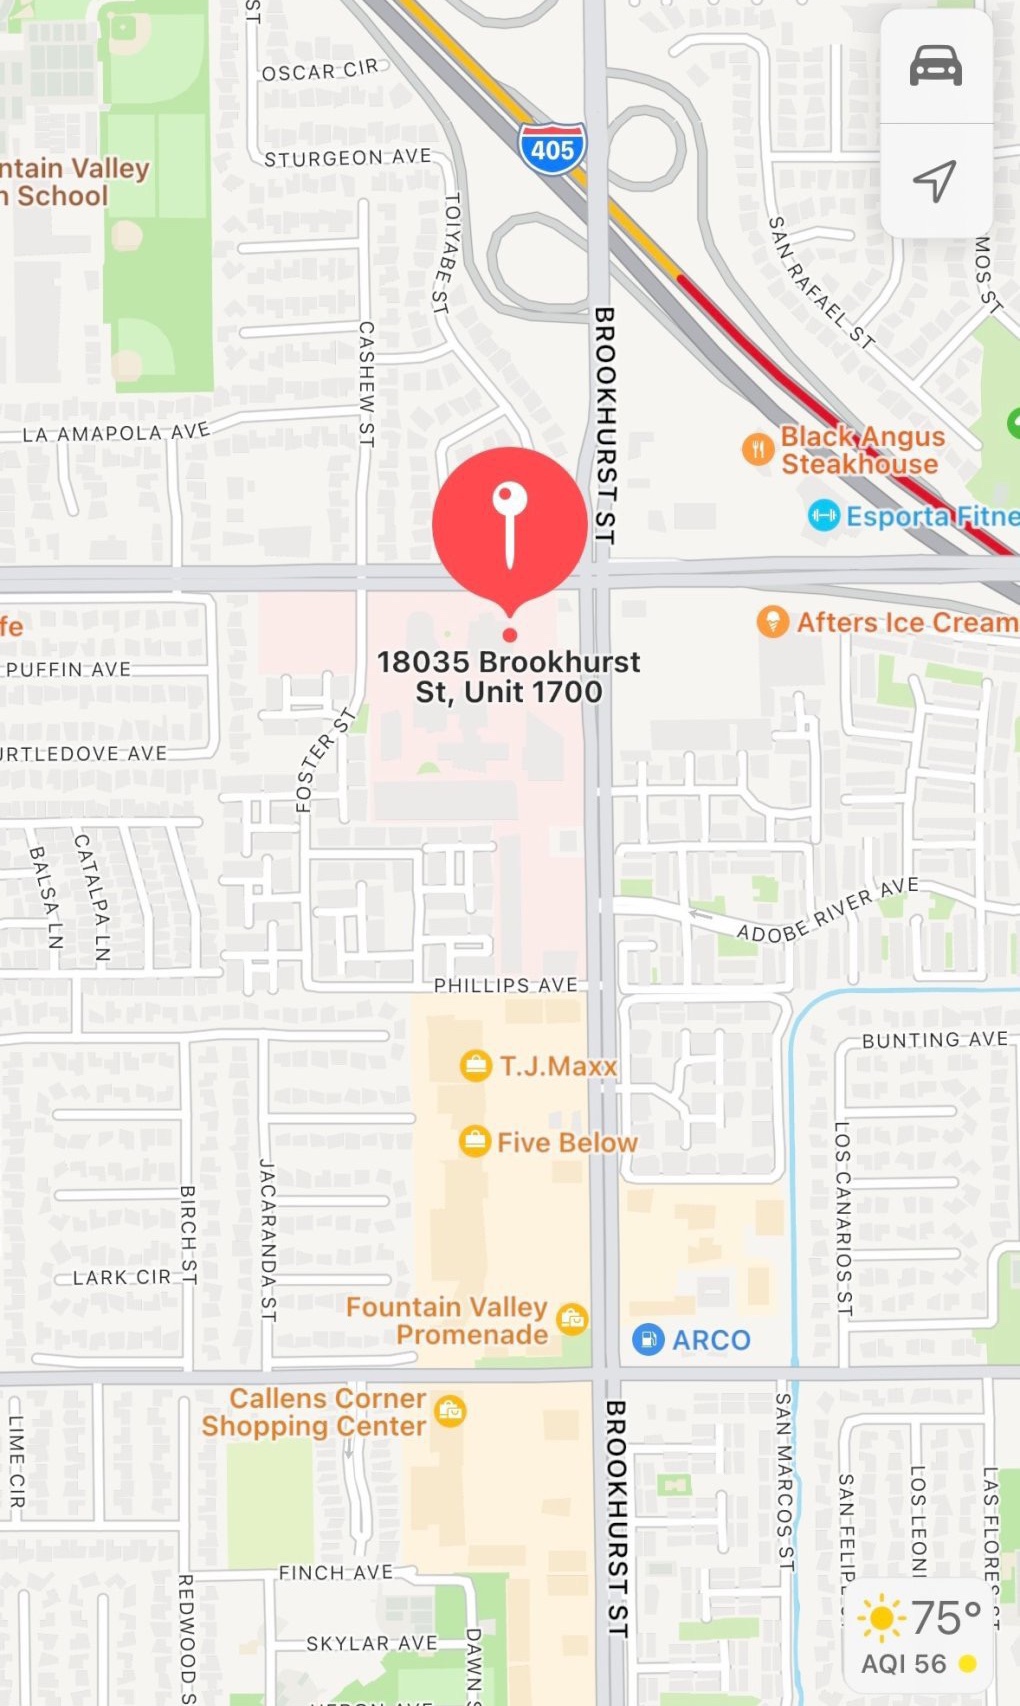 ST
OSCAR CIR
405
STURGEON AVE
ntain Valley
n School
TOIYABE ST
SAN RAFAEL ST
MOS ST
BROOKHURST ST
CASHEW ST
LA AMAPOLA AVE
Black Angus
Steakhouse
Esporta Fitne
fe
Afters Ice Cream
18035 Brookhurst
St, Unit 1700
PUFFIN AVE
FOSTER ST
URTLEDOVE AVE
BALSA LN
CATALPA LN
ADOBE RIVER AVE
PHILLIPS AVE
BUNTING AVE
T.J.Maxx
Five Below
LOS CANARIOS ST
BIRCH ST
JACARANDA ST
LARK CIR
Fountain Valley
Promenade
ARCO
Callens Corner
Shopping Center
LIME CIR
BROOKHURST ST
SAN MARCOS ST
SAN FELIP
LOS LEONI
LAS FLORES ST
FINCH AVE
REDWOOD S
SKYLAR AVE
DAWN S
HERON AVE
75°
AQI 56